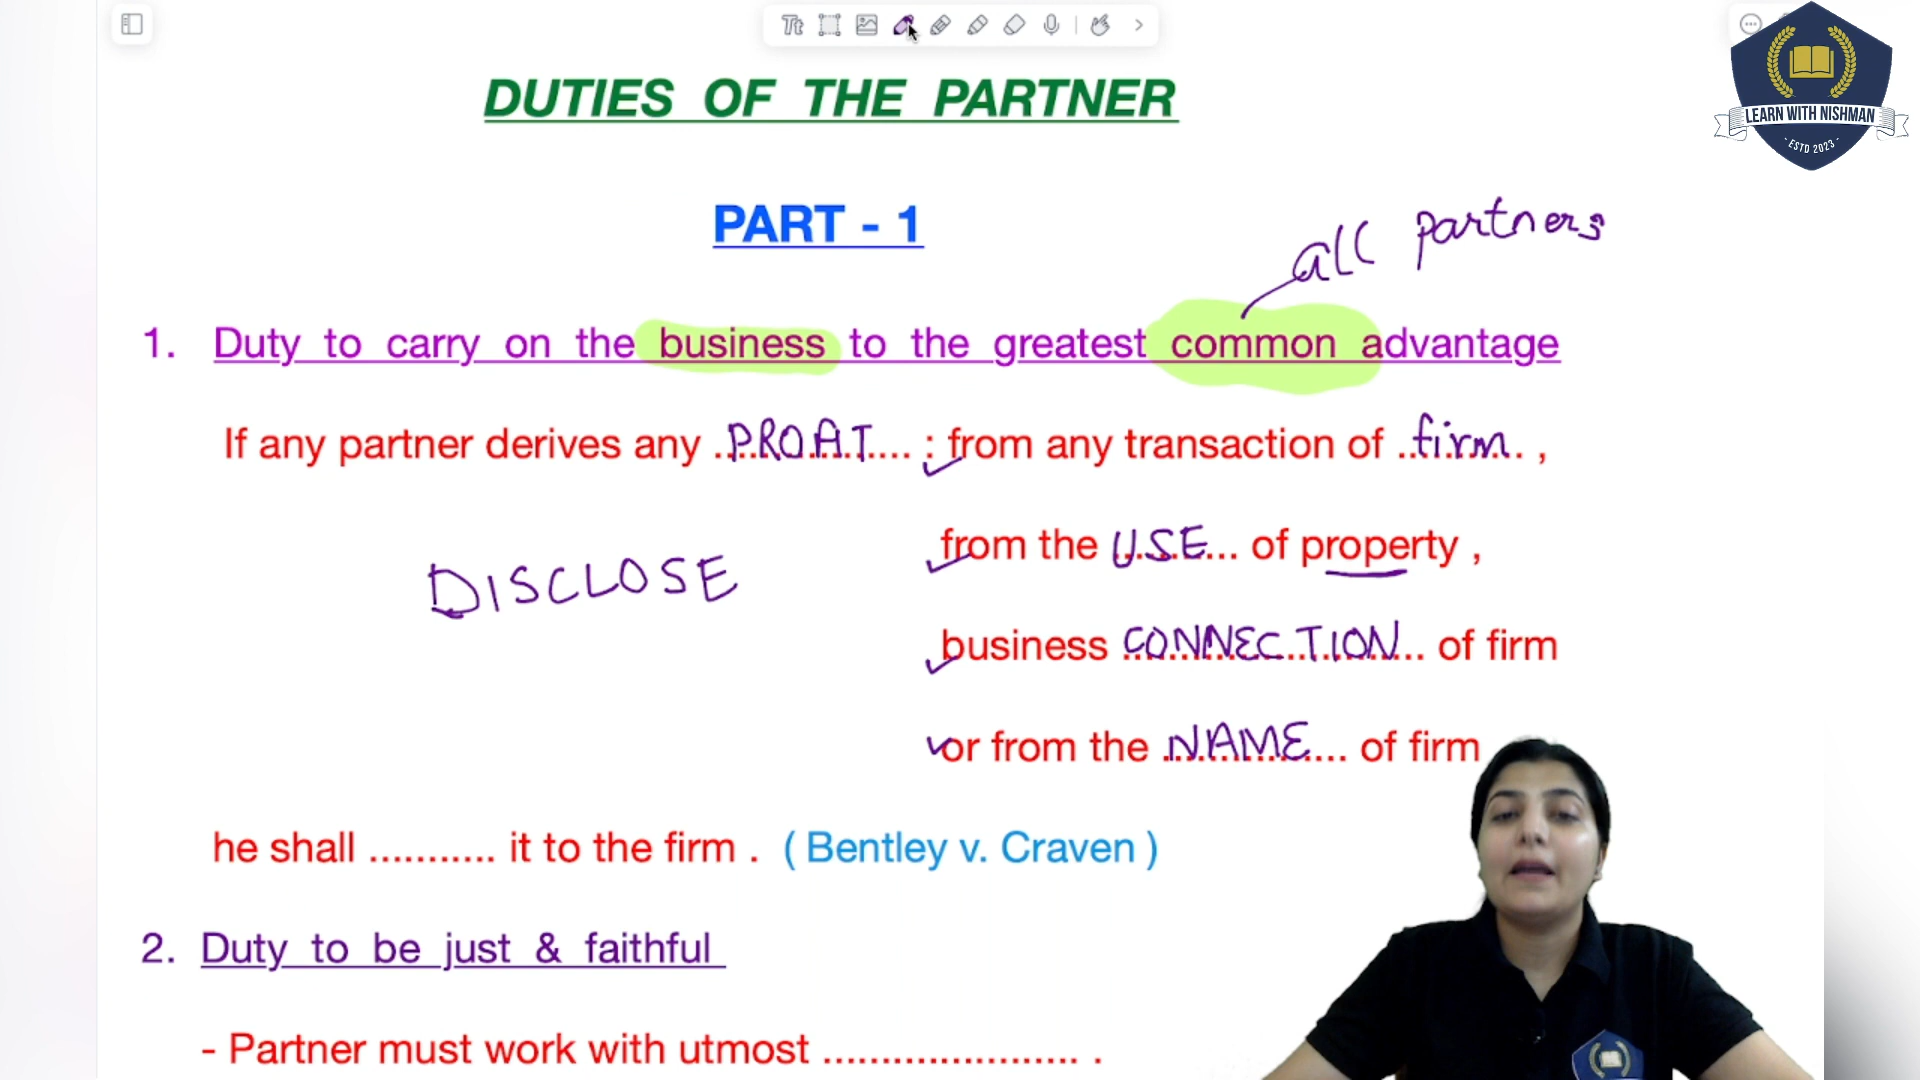 DUTIES OF THE PARTNER
LEARN WITH NISHMAN
- ESTD 2023 -
PART - 1
all partners
1. Duty to carry on the business to the greatest common advantage
If any partner derives any ..PROFIT.... : from any transaction of ..firm.. ,
from the USE... of property ,
DISCLOSE
business CONNECTION.. of firm
or from the NAME... of firm
he shall ........... it to the firm . ( Bentley v. Craven )
2. Duty to be just & faithful
- Partner must work with utmost ...................... .